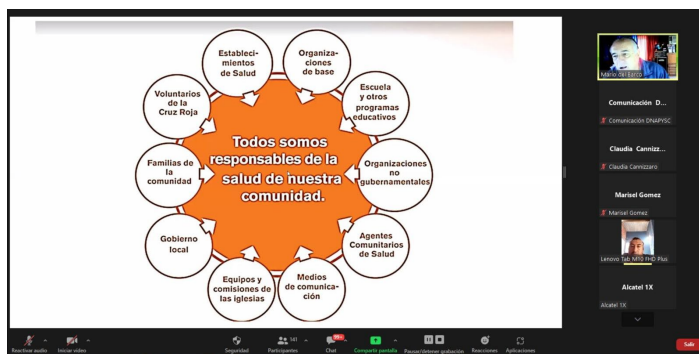 Estableci-
mientos
de Salud
Organiza-
ciones
de base
Voluntarios
de la
Cruz Roja
Escuela
y otros
programas
educativos
Todos somos
responsables de la
salud de nuestra
comunidad.
Familias de
la
comunidad
Organizaciones
no
gubernamentales
Gobierno
local
Agentes
Comunitarios
de Salud
Equipos y
comisiones de
las iglesias
Medios
de comunica-
ción
Mario del Barco
Comunicación D...
Comunicación DNAPYSC
Claudia Cannizz...
Claudia Cannizzaro
Marisel Gomez
Marisel Gomez
Lenovo Tab M10 FHD Plus
Alcatel 1X
Alcatel 1X
Reactivar audio
Iniciar video
Seguridad
141
Participantes
99+
Chat
Compartir pantalla
Pausar/detener grabación
Reacciones
Aplicaciones
Salir